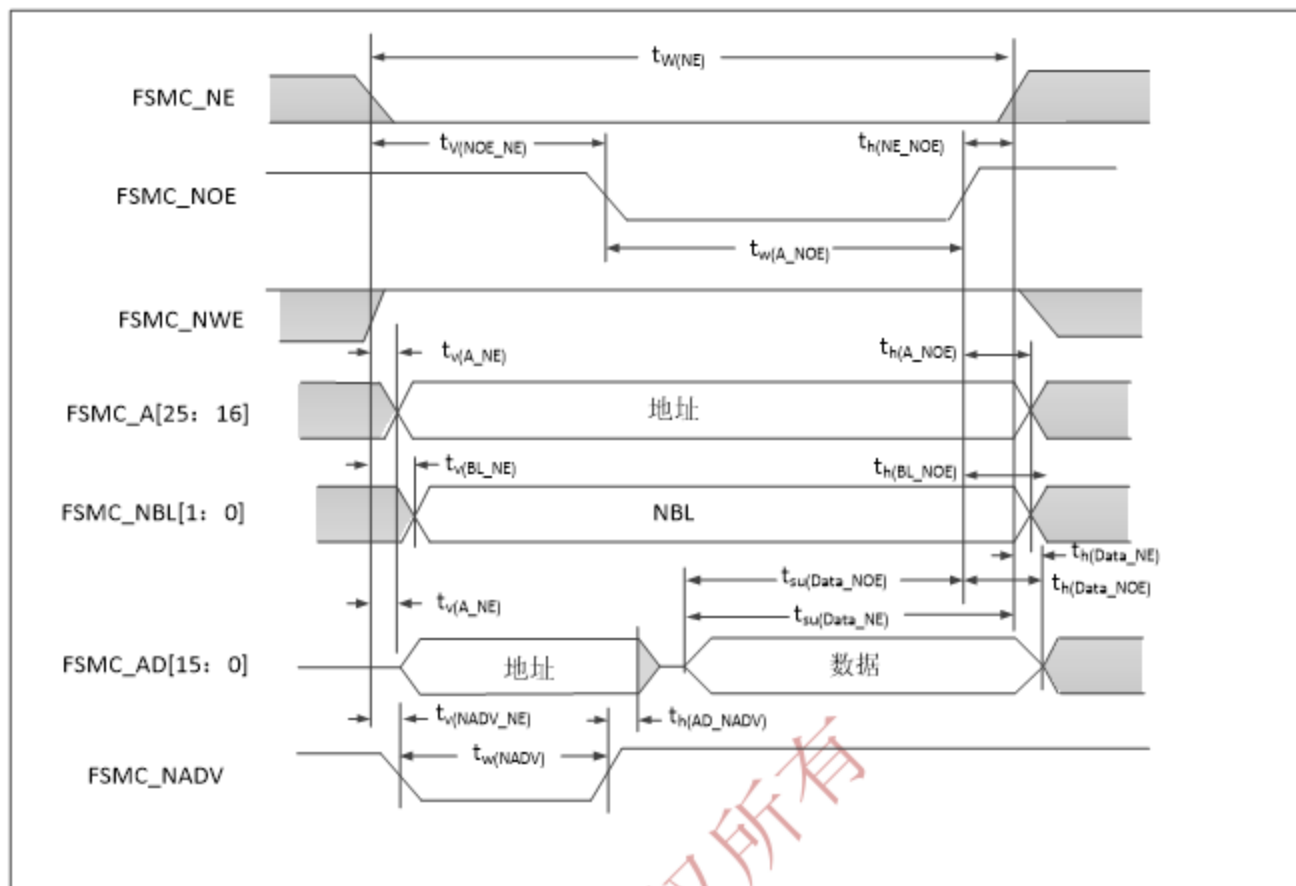 tW(NE)
FSMC_NE
tV(NOE_NE)
th(NE_NOE)
FSMC_NOE
tw(A_NOE)
FSMC_NWE
tv(A_NE)
th(A_NOE)
FSMC_A[25：16]
地址
tv(BL_NE)
th(BL_NOE)
FSMC_NBL[1：0]
NBL
th(Data_NE)
tsu(Data_NOE)
th(Data_NOE)
tv(A_NE)
tsu(Data_NE)
FSMC_AD[15：0]
地址
数据
tv(NADV_NE)
th(AD_NADV)
tw(NADV)
FSMC_NADV
所有